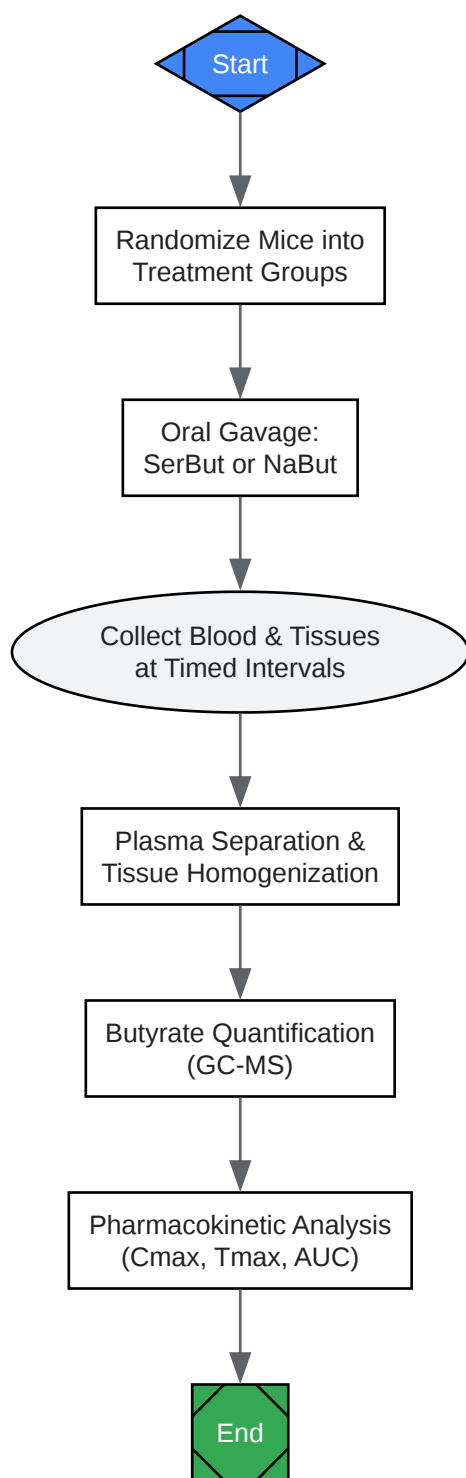 Start
Randomize Mice into
Treatment Groups
Oral Gavage:
SerBut or NaBut
Collect Blood & Tissues
at Timed Intervals
Plasma Separation &
Tissue Homogenization
Butyrate Quantification
(GC-MS)
Pharmacokinetic Analysis
(Cmax, Tmax, AUC)
End